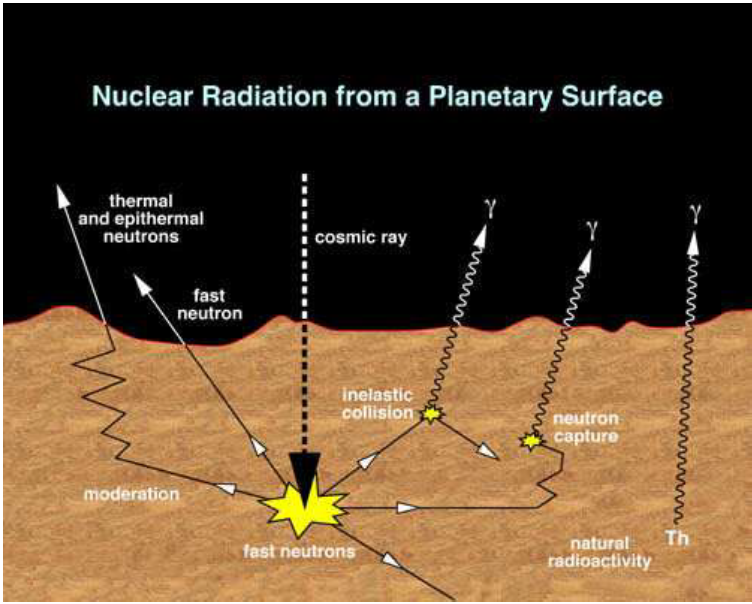 Nuclear Radiation from a Planetary Surface
thermal
and epithermal
neutrons
fast
neutron
cosmic ray
γ
γ
γ
inelastic
collision
neutron
capture
moderation
fast neutrons
natural
radioactivity
Th